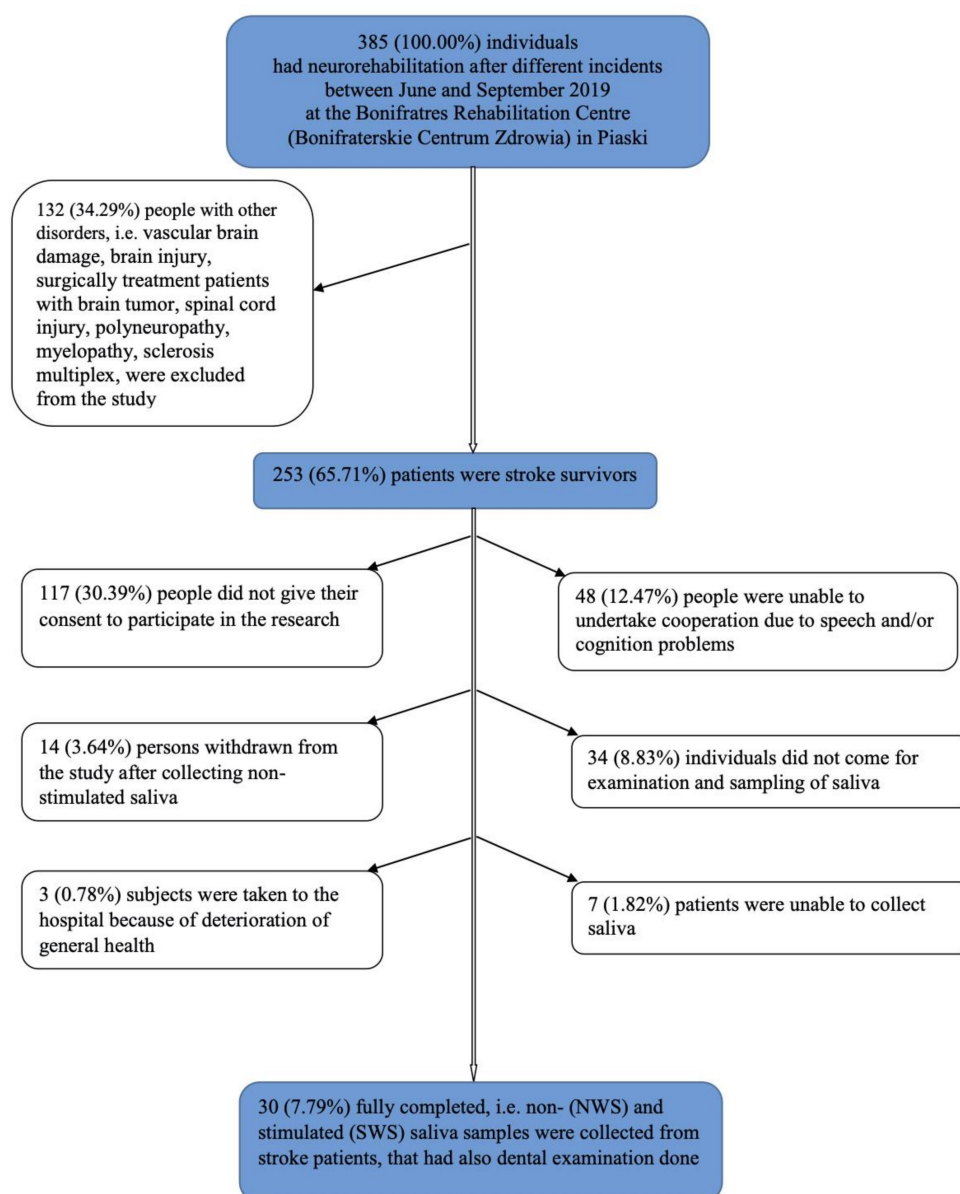 385 (100.00%) individuals
had neurorehabilitation after different incidents
between June and September 2019
at the Bonifratres Rehabilitation Centre
(Bonifraterskie Centrum Zdrowia) in Piaski
132 (34.29%) people with other
disorders, i.e. vascular brain
damage, brain injury,
surgically treatment patients
with brain tumor, spinal cord
injury, polyneuropathy,
myelopathy, sclerosis
multiplex, were excluded
from the study
253 (65.71%) patients were stroke survivors
117 (30.39%) people did not give their
consent to participate in the research
48 (12.47%) people were unable to
undertake cooperation due to speech and/or
cognition problems
14 (3.64%) persons withdrawn from
the study after collecting non-
stimulated saliva
34 (8.83%) individuals did not come for
examination and sampling of saliva
3 (0.78%) subjects were taken to the
hospital because of deterioration of
general health
7 (1.82%) patients were unable to collect
saliva
30 (7.79%) fully completed, i.e. non- (NWS) and
stimulated (SWS) saliva samples were collected from
stroke patients, that had also dental examination done